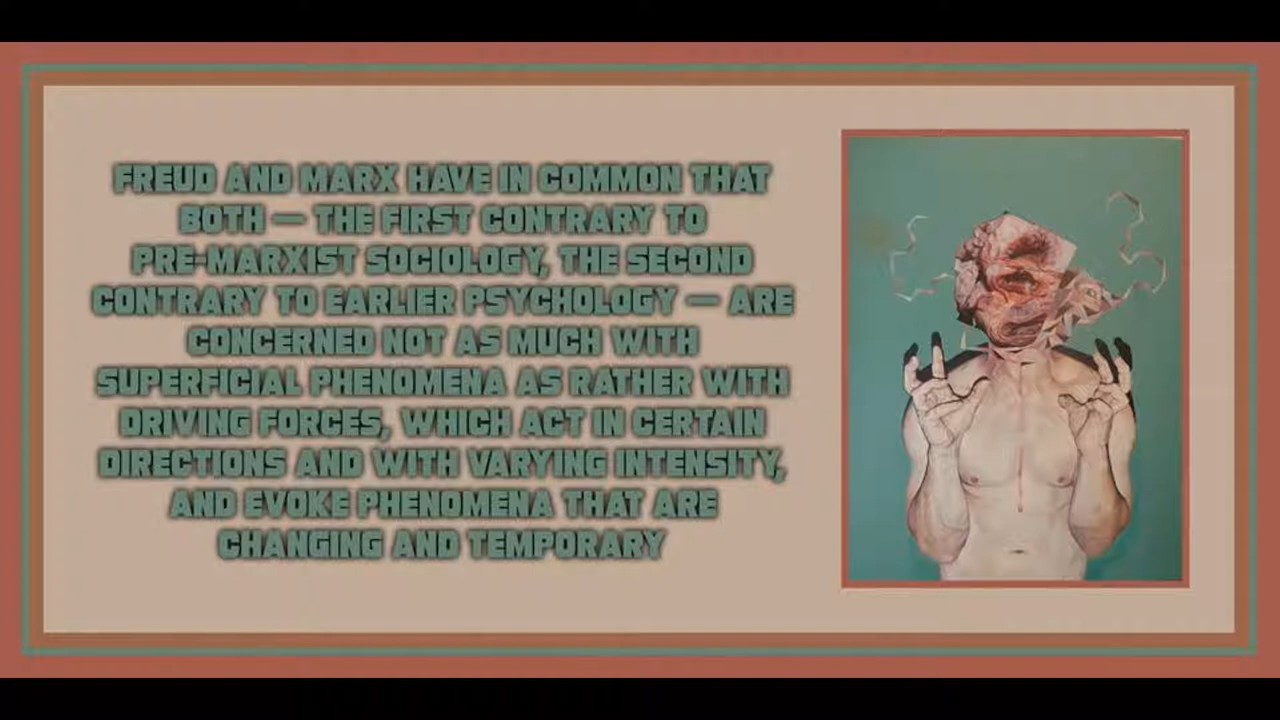 FREUD AND MARX HAVE IN COMMON THAT
BOTH — THE FIRST CONTRARY TO
PRE-MARXIST SOCIOLOGY, THE SECOND
CONTRARY TO EARLIER PSYCHOLOGY — ARE
CONCERNED NOT AS MUCH WITH
SUPERFICIAL PHENOMENA AS RATHER WITH
DRIVING FORCES, WHICH ACT IN CERTAIN
DIRECTIONS AND WITH VARYING INTENSITY,
AND EVOKE PHENOMENA THAT ARE
CHANGING AND TEMPORARY